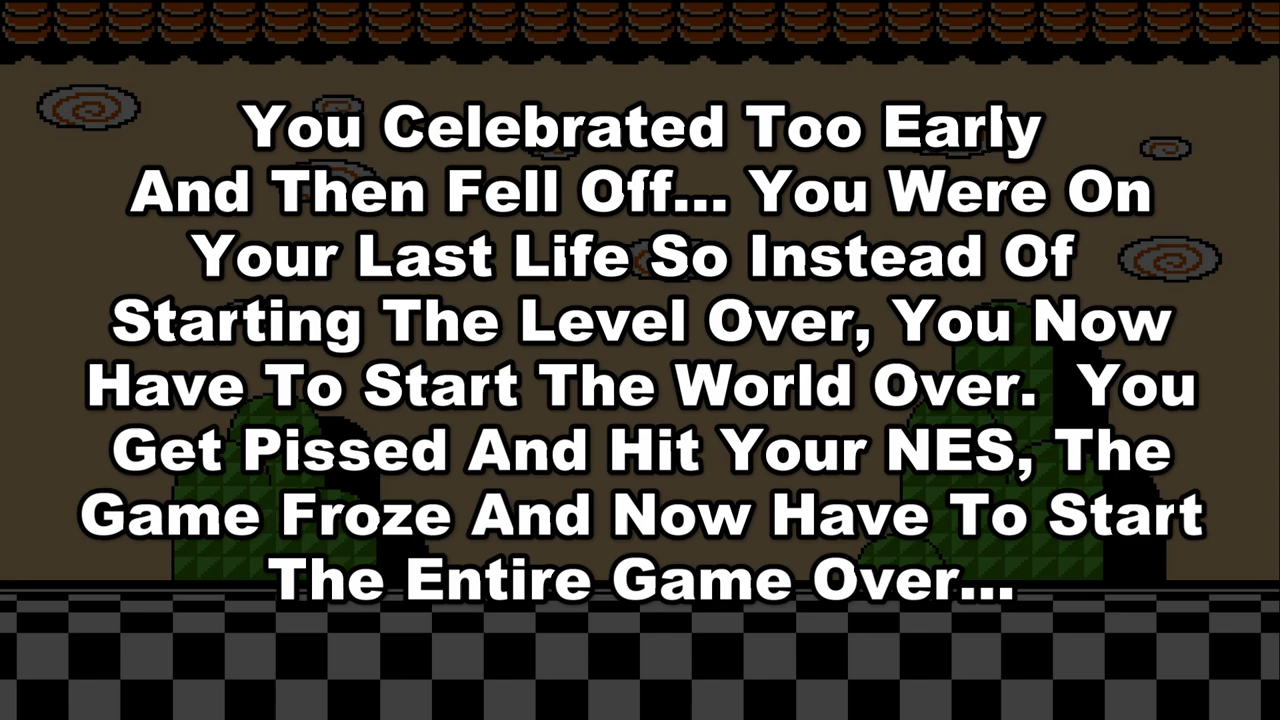 You Celebrated Too Early
And Then Fell Off... You Were On
Your Last Life So Instead Of
Starting The Level Over, You Now
Have To Start The World Over.  You
Get Pissed And Hit Your NES, The
Game Froze And Now Have To Start
The Entire Game Over...